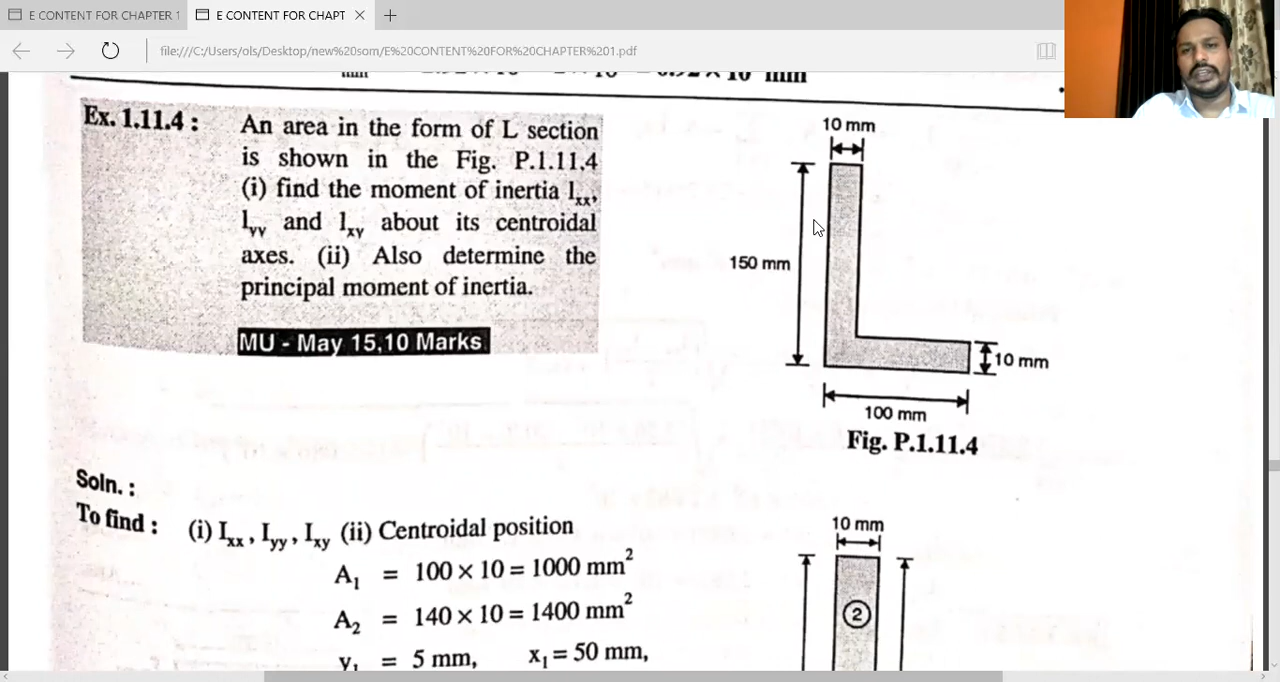 E CONTENT FOR CHAPTER 1
E CONTENT FOR CHAPT
file:///C:/Users/ols/Desktop/new%20som/E%20CONTENT%20FOR%20CHAPTER%201.pdf
Ex. 1.11.4 : An area in the form of L section
is shown in the Fig. P.1.11.4
(i) find the moment of inertia Ixx,
Iyy and Ixy about its centroidal
axes. (ii) Also determine the
principal moment of inertia.
MU - May 15,10 Marks
10 mm
150 mm
10 mm
100 mm
Fig. P.1.11.4
Soln. :
To find : (i) Ixx , Iyy , Ixy (ii) Centroidal position
A1 = 100 × 10 = 1000 mm²
A2 = 140 × 10 = 1400 mm²
y1 = 5 mm, x1 = 50 mm,
10 mm
2